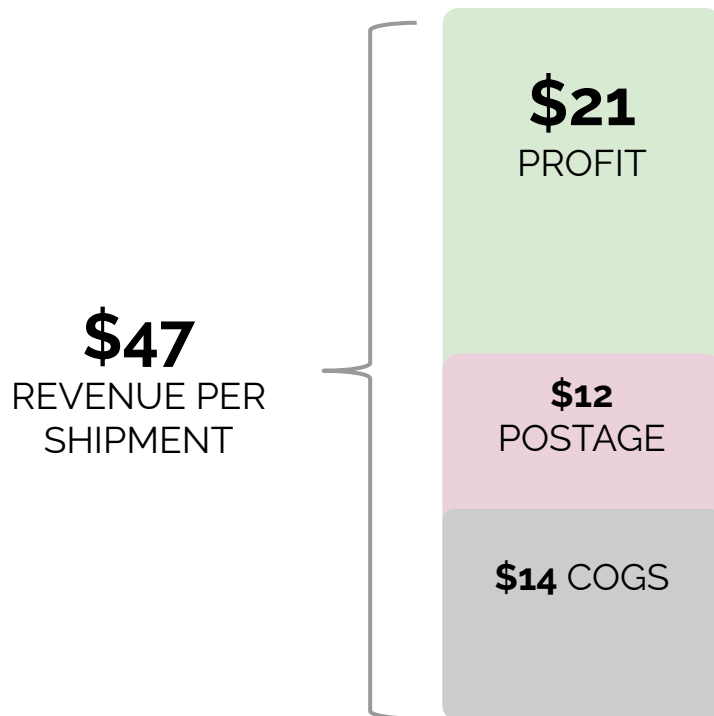 $21
PROFIT
$47
REVENUE PER
SHIPMENT
$12
POSTAGE
$14 COGS